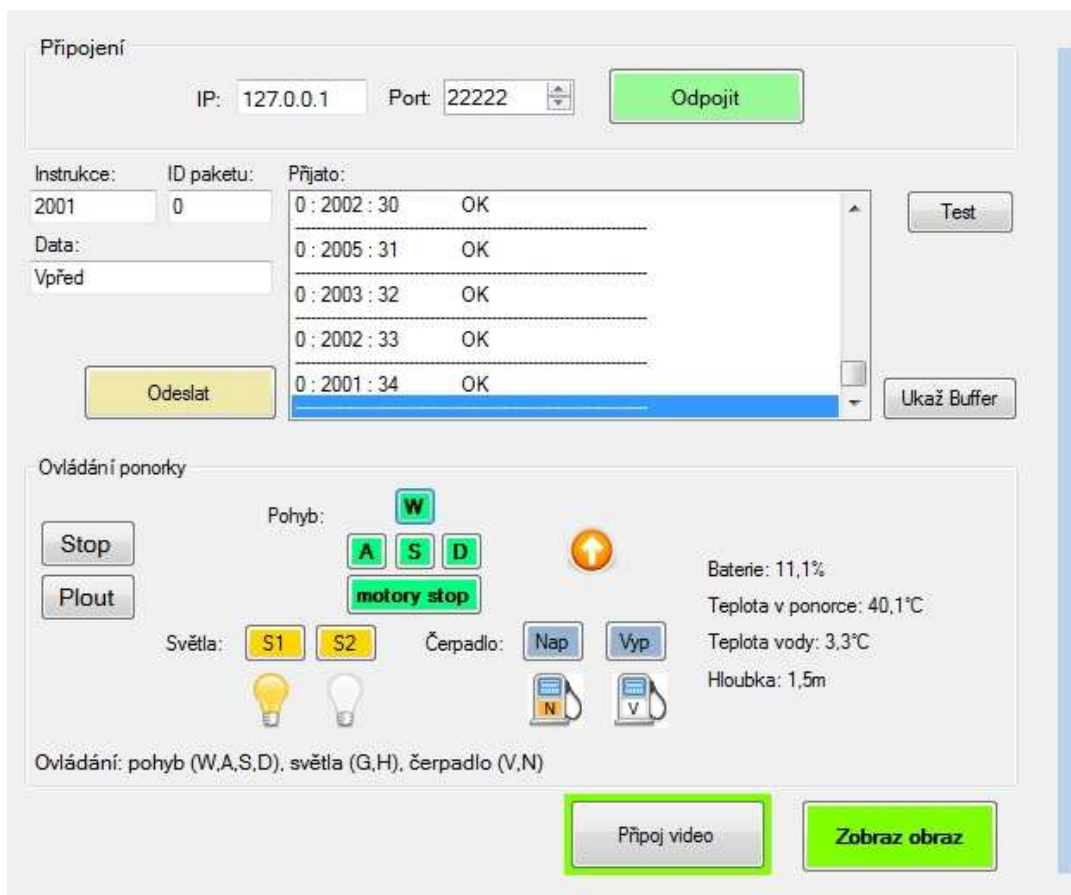 Připojení
IP: 127.0.0.1 Port: 22222 Odpojit
Instrukce: ID paketu: Přijato:
2001 0
Data:
Vpřed
Odeslat
0 : 2002 : 30 OK
0 : 2005 : 31 OK
0 : 2003 : 32 OK
0 : 2002 : 33 OK
0 : 2001 : 34 OK
Test
Ukaž Buffer
Ovládání ponorky
Stop
Plout
Pohyb: W
A S D
motory stop
Světla: S1 S2 Čerpadlo: Nap Vyp
N V
Baterie: 11,1%
Teplota v ponorce: 40,1°C
Teplota vody: 3,3°C
Hloubka: 1,5m
Ovládání: pohyb (W,A,S,D), světla (G,H), čerpadlo (V,N)
Připoj video Zobraz obraz